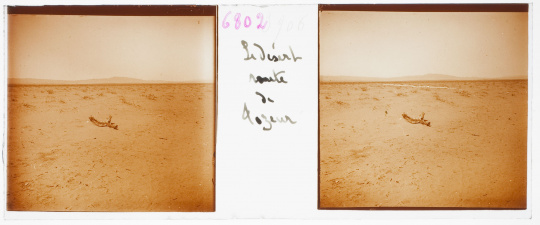 6802
Le désert
route
de
Tozeur